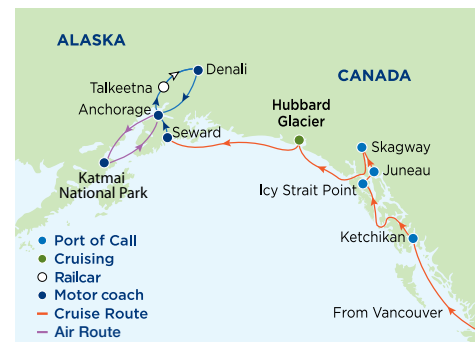 ALASKA
Denali
Talkeetna
CANADA
Anchorage
Hubbard
Glacier
Seward
Skagway
Juneau
Katmai
National Park
Icy Strait Point
Ketchikan
Port of Call
Cruising
Railcar
Motor coach
Cruise Route
Air Route
From Vancouver